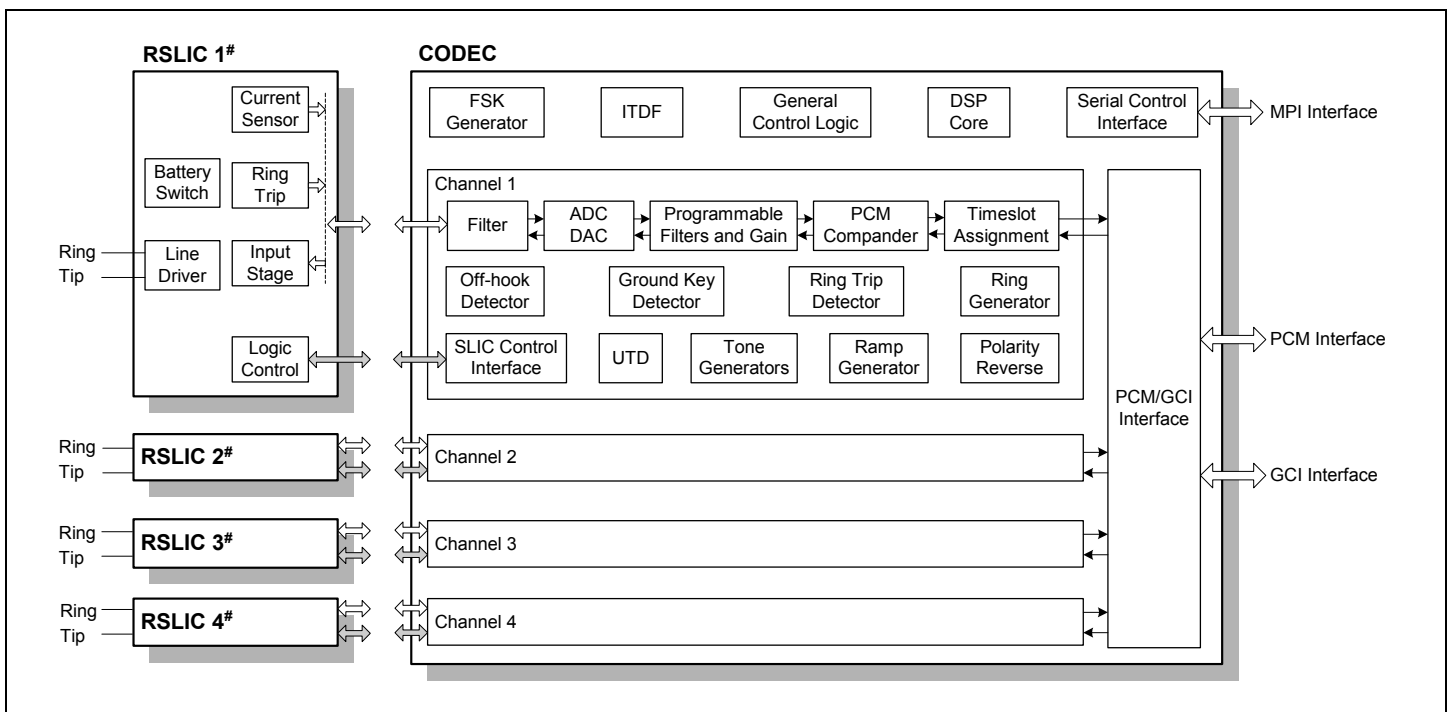 RSLIC 1#
CODEC
Current
Sensor
Battery
Switch
Ring
Trip
Ring
Tip
Line
Driver
Input
Stage
Logic
Control
FSK
Generator
ITDF
General
Control Logic
DSP
Core
Serial Control
Interface
MPI Interface
Channel 1
Filter
ADC
DAC
Programmable
Filters and Gain
PCM
Compander
Timeslot
Assignment
Off-hook
Detector
Ground Key
Detector
Ring Trip
Detector
Ring
Generator
SLIC Control
Interface
UTD
Tone
Generators
Ramp
Generator
Polarity
Reverse
PCM/GCI
Interface
PCM Interface
GCI Interface
Ring
Tip
RSLIC 2#
Channel 2
Ring
Tip
RSLIC 3#
Channel 3
Ring
Tip
RSLIC 4#
Channel 4